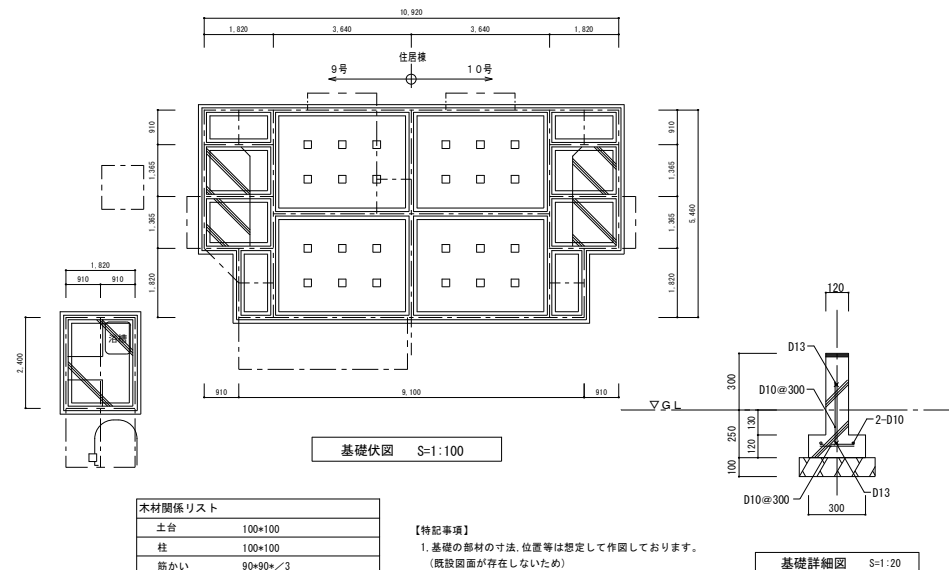 10,920
1,820 3,640 3,640 1,820
住居棟
9号 10号
910
1,365
1,365
1,820
910
1,365
1,365
1,820
5,460
1,820
910 910
2,400
浴槽
910 9,100 910
基礎伏図 S=1:100
120
D13
D10@300
▽GL
2-D10
300
250
130
120
100
D10@300
D13
300
基礎詳細図 S=1:20
木材関係リスト
土台 100*100
柱 100*100
筋かい 90*90*/3
【特記事項】
1.基礎の部材の寸法、位置等は想定して作図しております。
(既設図面が存在しないため)